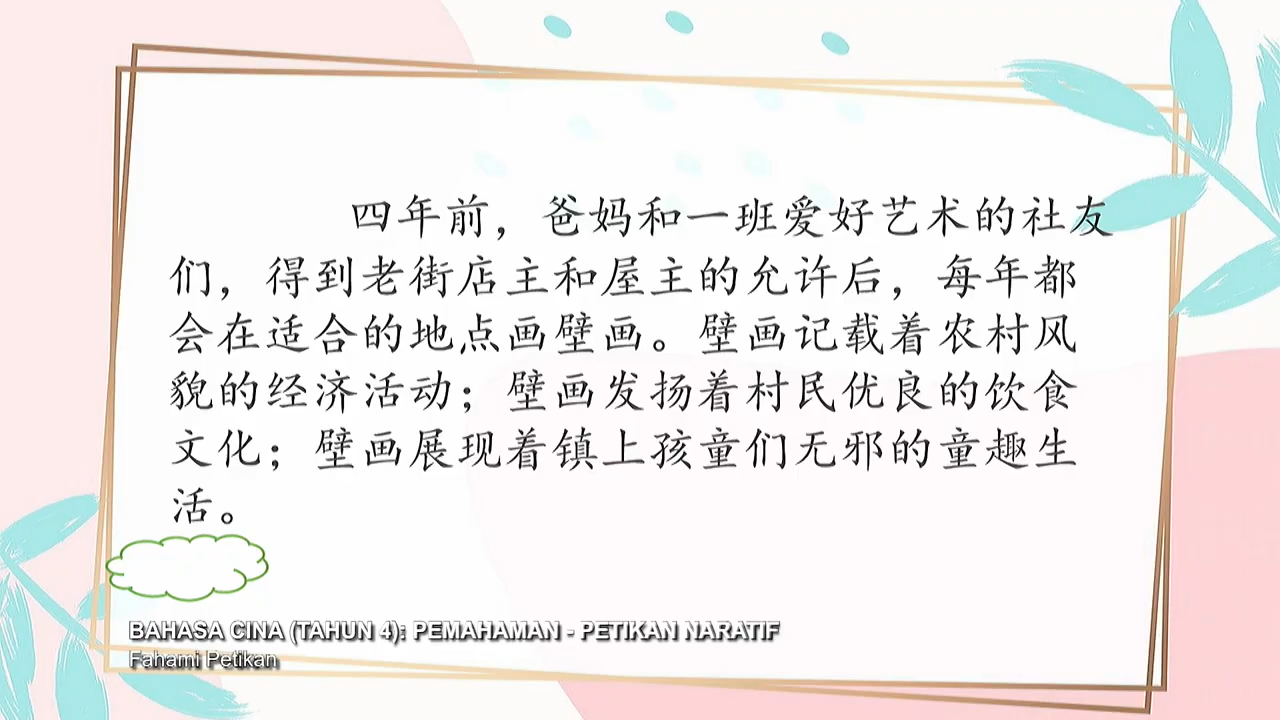 四年前，爸妈和一班爱好艺术的社友
们，得到老街店主和屋主的允许后，每年都
会在适合的地点画壁画。壁画记载着农村风
貌的经济活动；壁画发扬着村民优良的饮食
文化；壁画展现着镇上孩童们无邪的童趣生
活。
BAHASA CINA (TAHUN 4): PEMAHAMAN - PETIKAN NARATIF
Fahami Petikan